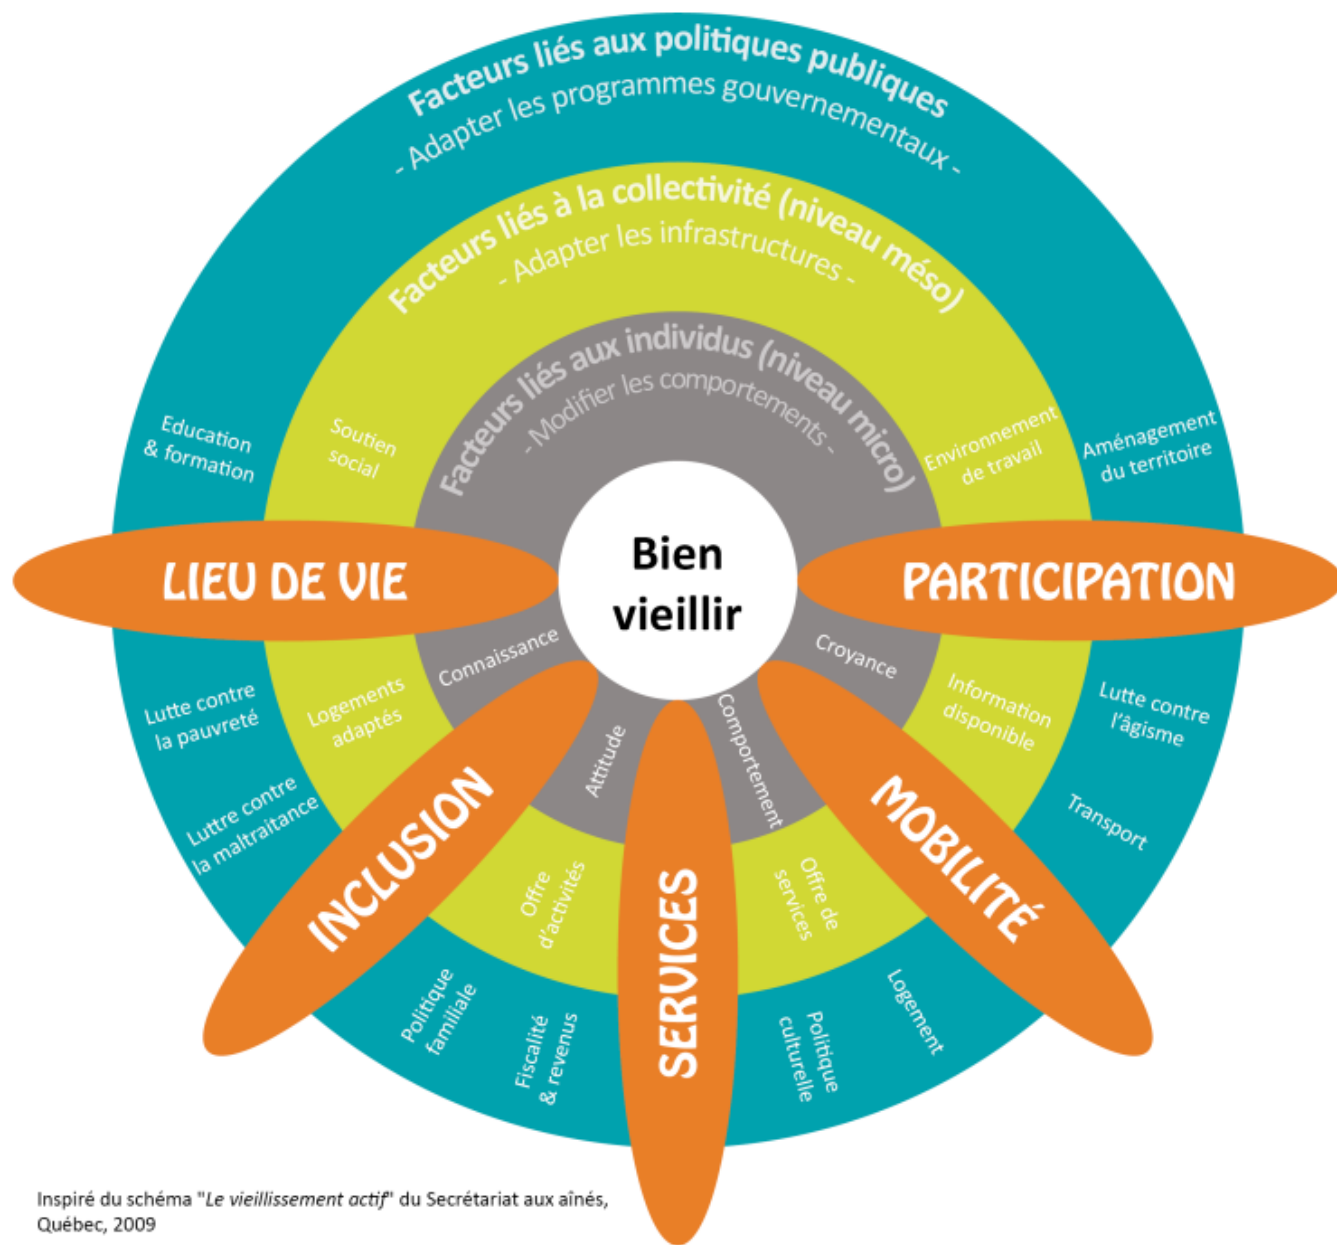 Facteurs liés aux politiques publiques
- Adapter les programmes gouvernementaux -
Facteurs liés à la collectivité (niveau méso)
- Adapter les infrastructures -
Facteurs liés aux individus (niveau micro)
- Modifier les comportements -
Education
& formation
Soutien
social
Environnement
de travail
Aménagement
du territoire
Bien
vieillir
LIEU DE VIE
PARTICIPATION
Connaissance
Croyance
Lutte contre
la pauvreté
Logements
adaptés
Information
disponible
Lutte contre
l'âgisme
Attitude
Comportement
Luttre contre
la maltraitance
Transport
INCLUSION
SERVICES
MOBILITÉ
Offre
d'activités
Offre de
services
Politique
familiale
Fiscalité
& revenus
Politique
culturelle
Logement
Inspiré du schéma "Le vieillissement actif" du Secrétariat aux aînés,
Québec, 2009